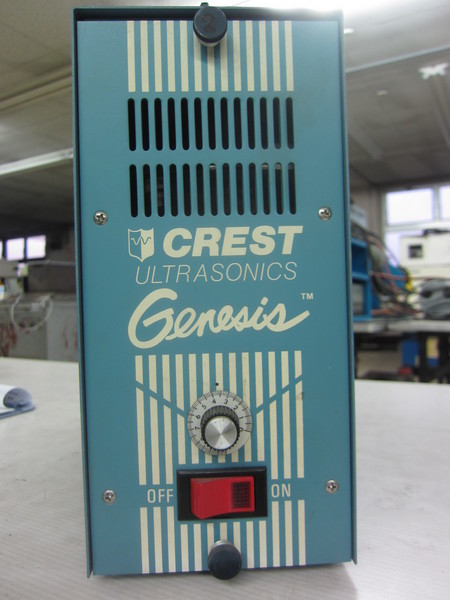 CREST
ULTRASONICS
Genesis™
OFF ON